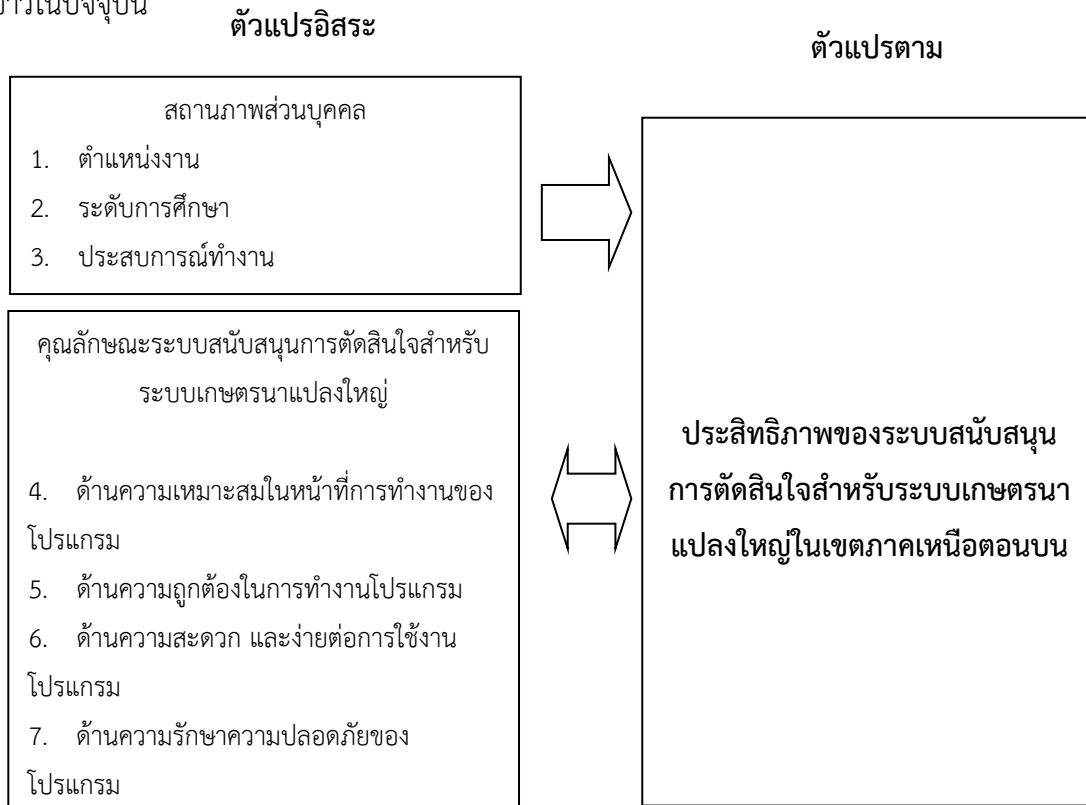 ตัวแปรอิสระ
ตัวแปรตาม
สถานภาพส่วนบุคคล
1. ตำแหน่งงาน
2. ระดับการศึกษา
3. ประสบการณ์ทำงาน
คุณลักษณะระบบสนับสนุนการตัดสินใจสำหรับ
ระบบเกษตรนาแปลงใหญ่
4. ด้านความเหมาะสมในหน้าที่การทำงานของ
โปรแกรม
5. ด้านความถูกต้องในการทำงานโปรแกรม
6. ด้านความสะดวก และง่ายต่อการใช้งาน
โปรแกรม
7. ด้านความรักษาความปลอดภัยของ
โปรแกรม
ประสิทธิภาพของระบบสนับสนุน
การตัดสินใจสำหรับระบบเกษตรนา
แปลงใหญ่ในเขตภาคเหนือตอนบน